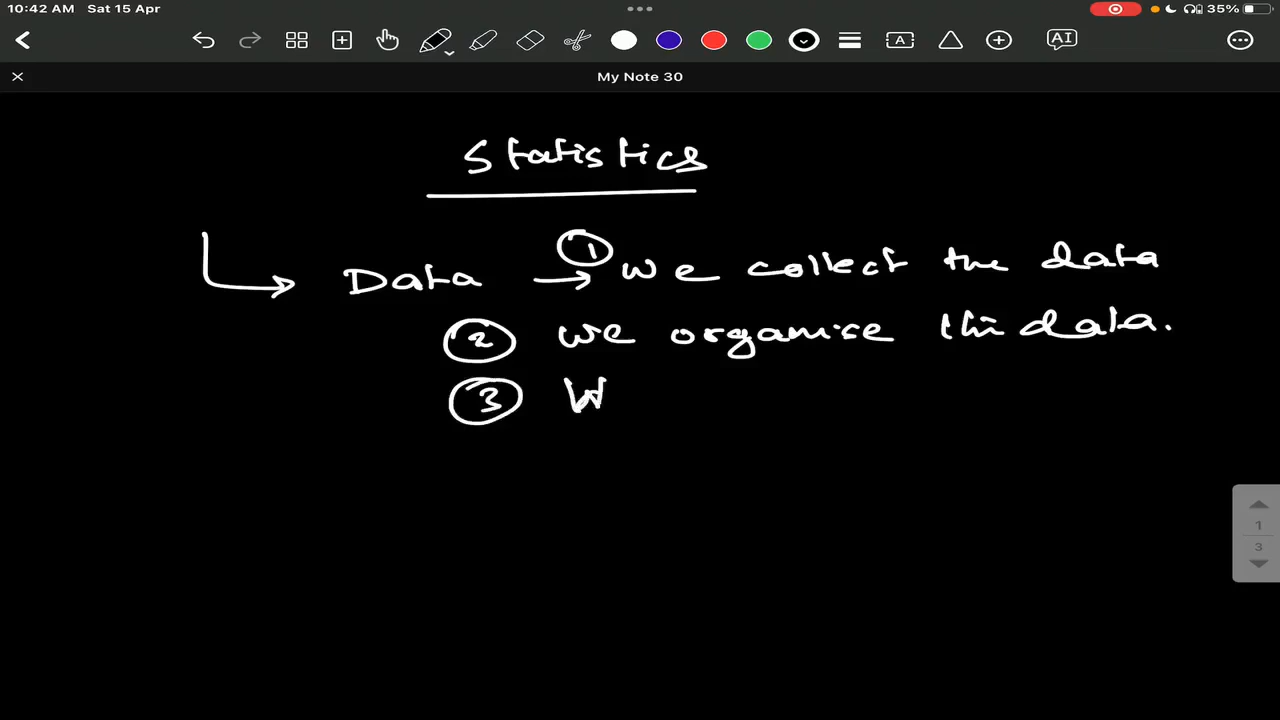 10:42 AM Sat 15 Apr 35%
A AI
My Note 30
Statistics
Data → ① we collect the data
② we organise the data.
③ W
1
3